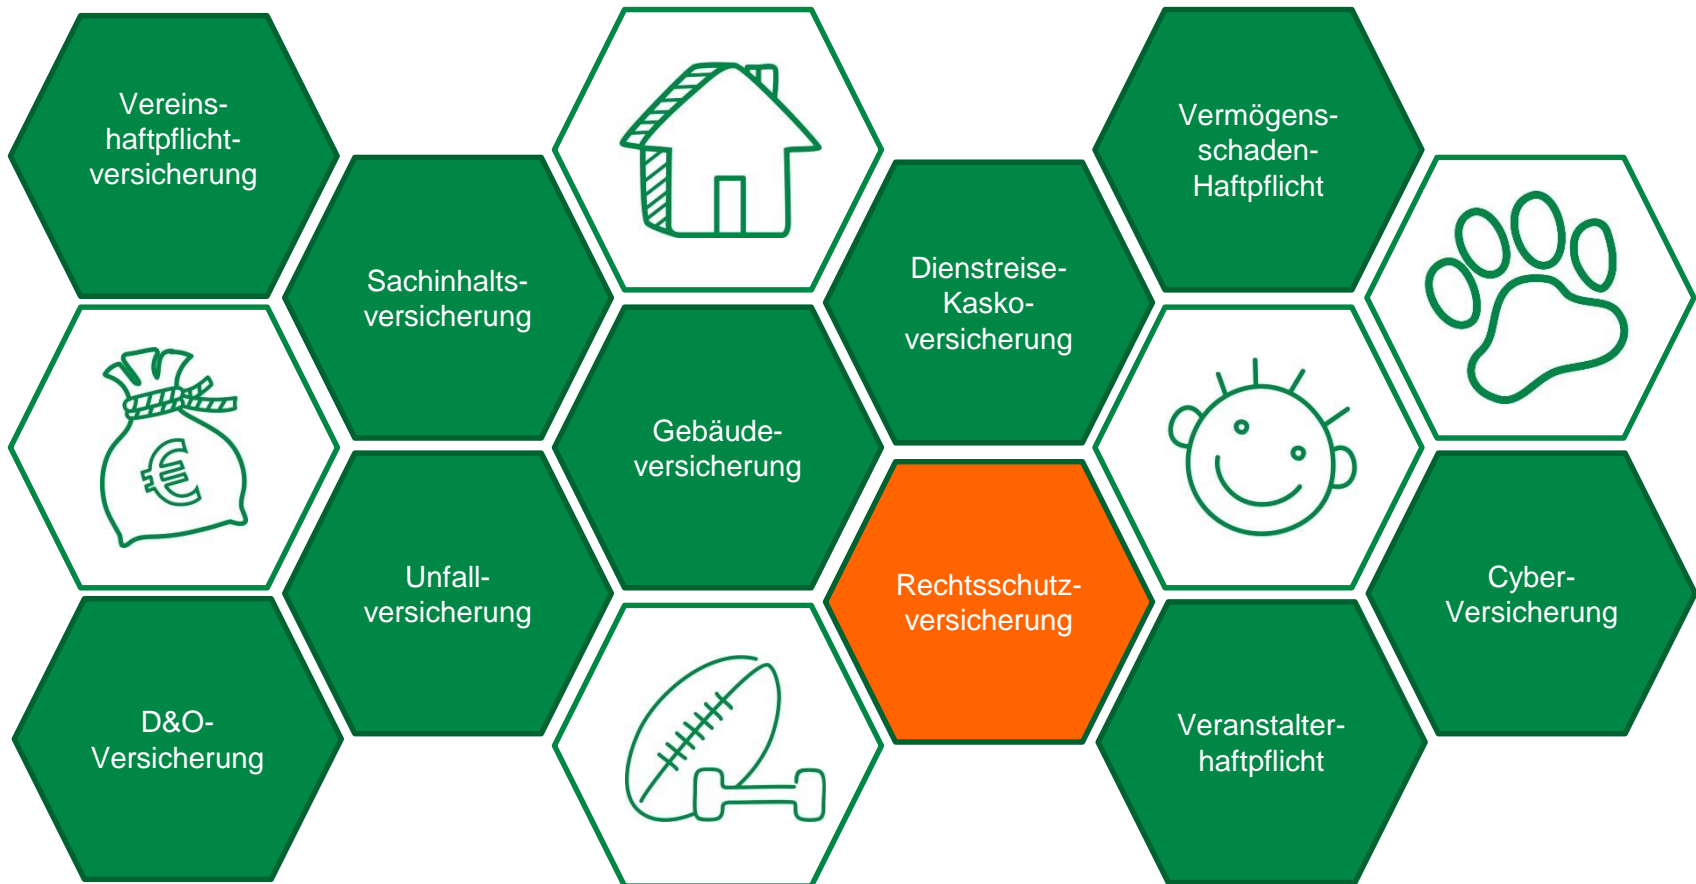 Vereins-
haftpflicht-
versicherung
Sachinhalts-
versicherung
Dienstreise-
Kasko-
versicherung
Vermögens-
schaden-
Haftpflicht
€
Gebäude-
versicherung
Unfall-
versicherung
Rechtsschutz-
versicherung
Cyber-
Versicherung
D&O-
Versicherung
Veranstalter-
haftpflicht